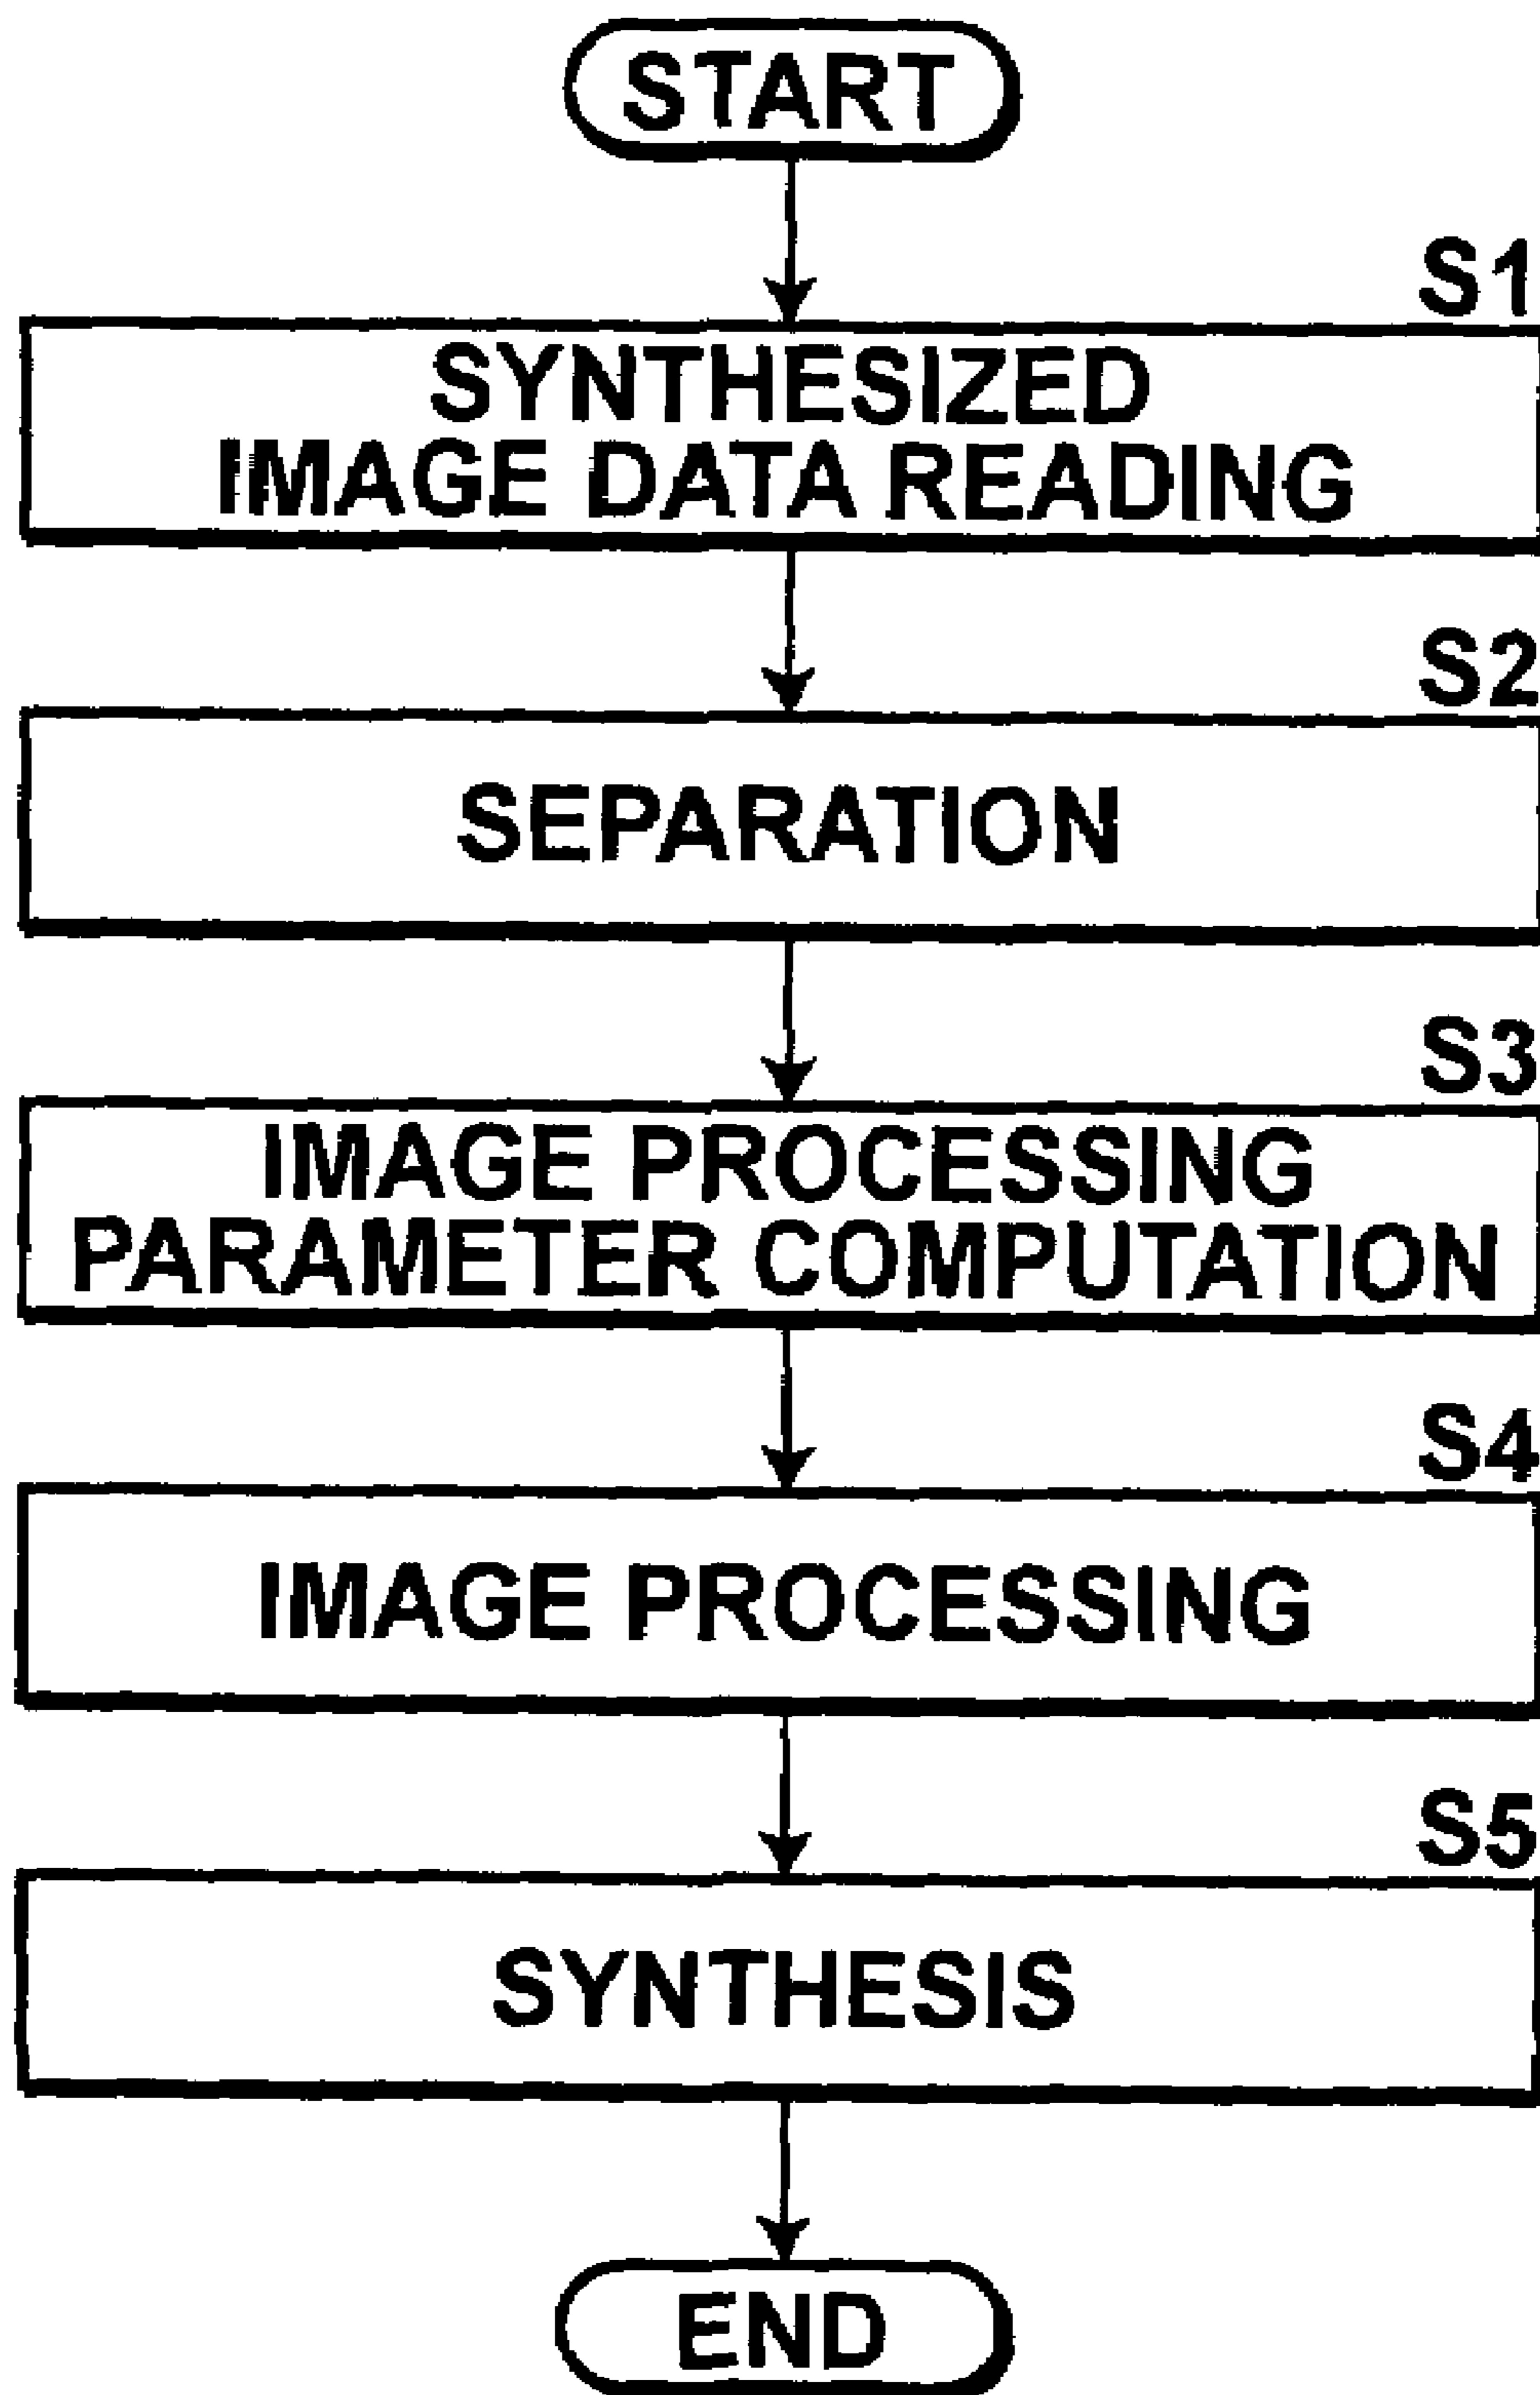 START
S1
SYNTHESIZED
IMAGE DATA READING
S2
SEPARATION
S3
IMAGE PROCESSING
PARAMETER COMPUTATION
S4
IMAGE PROCESSING
S5
SYNTHESIS
END